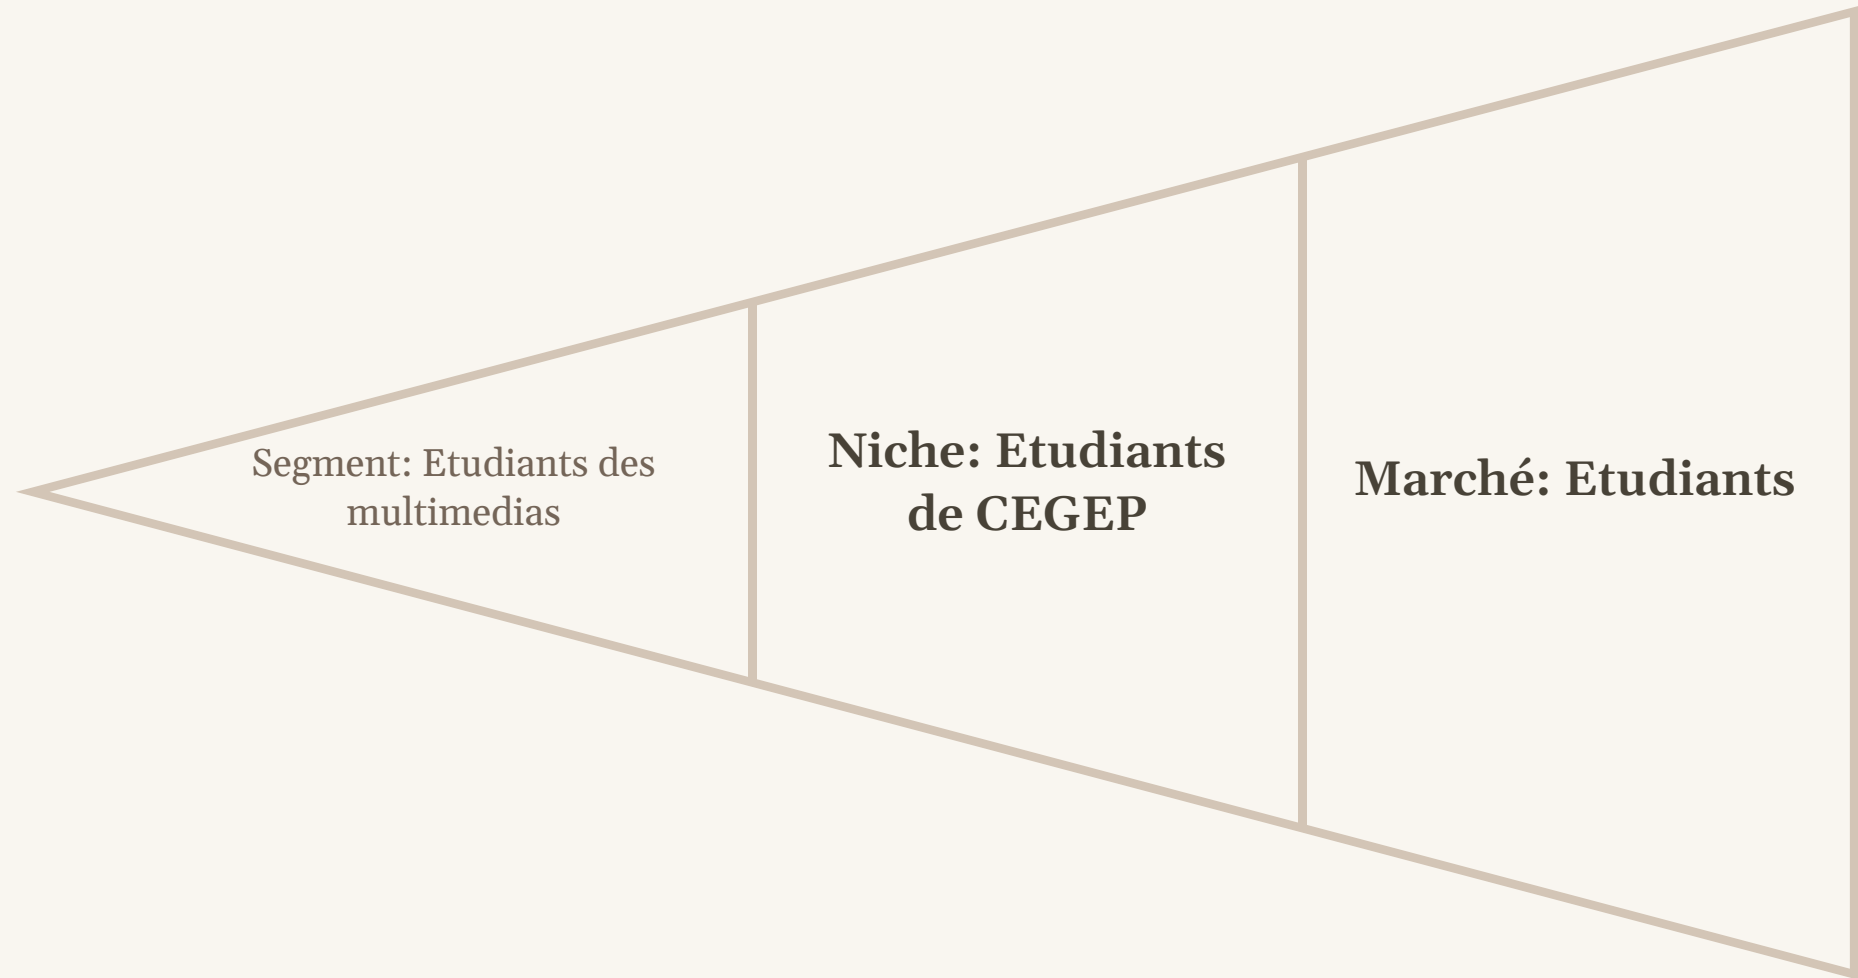 Segment: Etudiants des
multimedias
Niche: Etudiants
de CEGEP
Marché: Etudiants